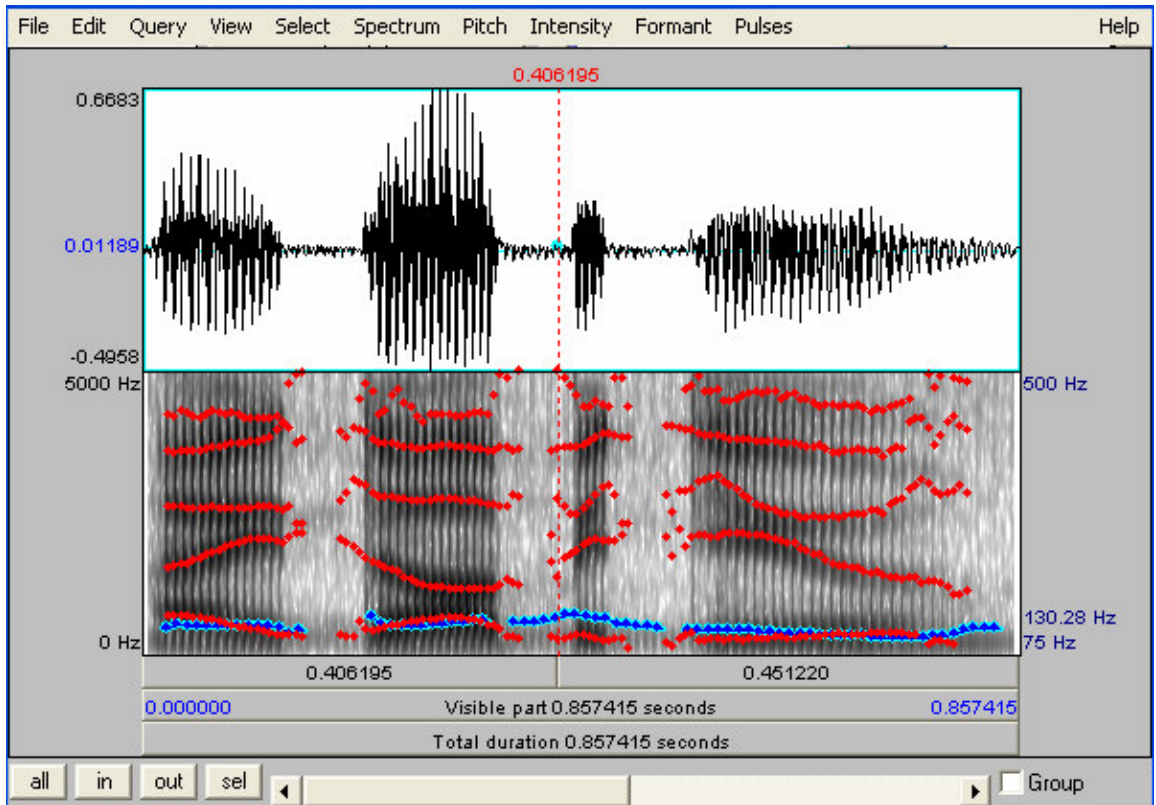 File Edit Query View Select Spectrum Pitch Intensity Formant Pulses Help
0.406195
0.6683
0.01189
-0.4958
5000 Hz 500 Hz
130.28 Hz
0 Hz 75 Hz
0.406195 0.451220
0.000000 Visible part 0.857415 seconds 0.857415
Total duration 0.857415 seconds
all in out sel Group